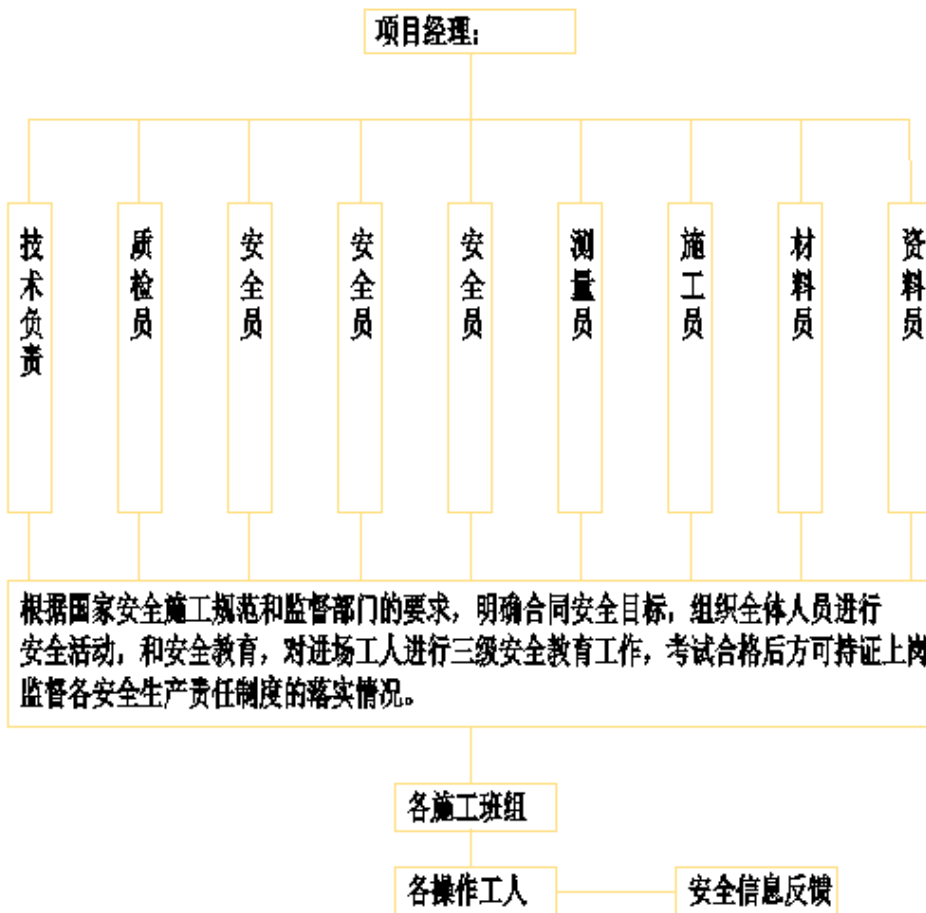 项目经理：
技术负责
质检员
安全员
安全员
安全员
测量员
施工员
材料员
资料员
根据国家安全施工规范和监督部门的要求，明确合同安全目标，组织全体人员进行
安全活动，和安全教育，对进场工人进行三级安全教育工作，考试合格后方可持证上岗
监督各安全生产责任制度的落实情况。
各施工班组
各操作工人
安全信息反馈